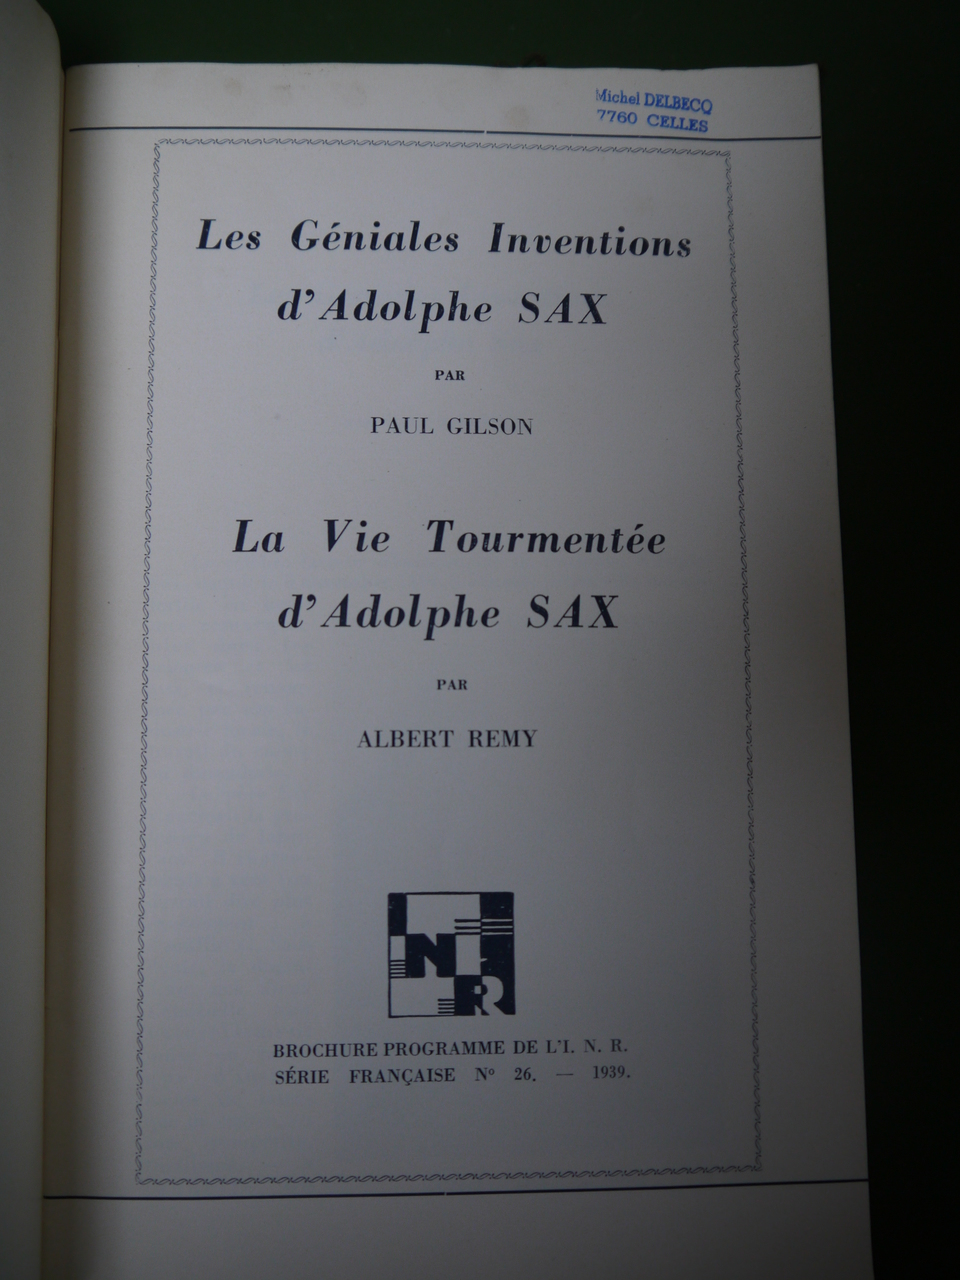 Michel DELBECQ
7760 CELLES
Les Géniales Inventions
d'Adolphe SAX
PAR
PAUL GILSON
La Vie Tourmentée
d'Adolphe SAX
PAR
ALBERT REMY
N
I
R
BROCHURE PROGRAMME DE L'I. N. R.
SÉRIE FRANÇAISE Nº 26. — 1939.